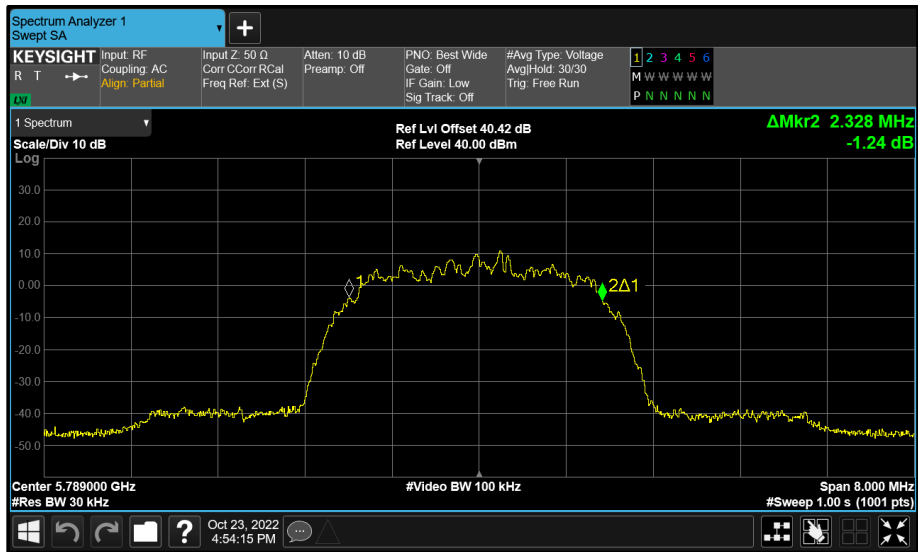 Spectrum Analyzer 1
Swept SA
+
KEYSIGHT
R T
LXI
Input: RF
Coupling: AC
Align: Partial
Input Z: 50 Ω
Corr CCorr RCal
Freq Ref: Ext (S)
Atten: 10 dB
Preamp: Off
PNO: Best Wide
Gate: Off
IF Gain: Low
Sig Track: Off
#Avg Type: Voltage
Avg|Hold: 30/30
Trig: Free Run
1 2 3 4 5 6
M W W W W W
P N N N N N
1 Spectrum
Scale/Div 10 dB
Log
Ref Lvl Offset 40.42 dB
Ref Level 40.00 dBm
ΔMkr2 2.328 MHz
-1.24 dB
30.0
20.0
10.0
0.00
-10.0
-20.0
-30.0
-40.0
-50.0
1
2Δ1
Center 5.789000 GHz
#Res BW 30 kHz
#Video BW 100 kHz
Span 8.000 MHz
#Sweep 1.00 s (1001 pts)
?
Oct 23, 2022
4:54:15 PM